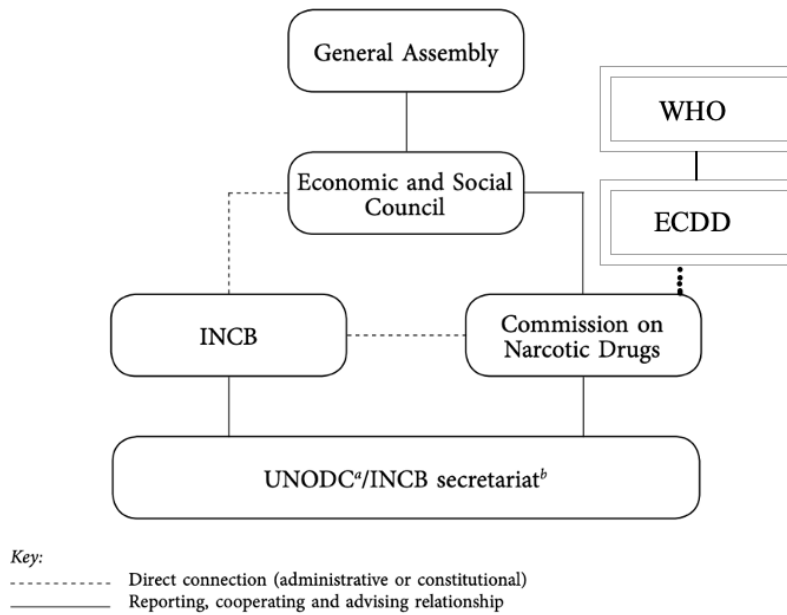 General Assembly
WHO
Economic and Social
Council
ECDD
INCB
Commission on
Narcotic Drugs
UNODCᵃ/INCB secretariatᵇ
Key:
Direct connection (administrative or constitutional)
Reporting, cooperating and advising relationship